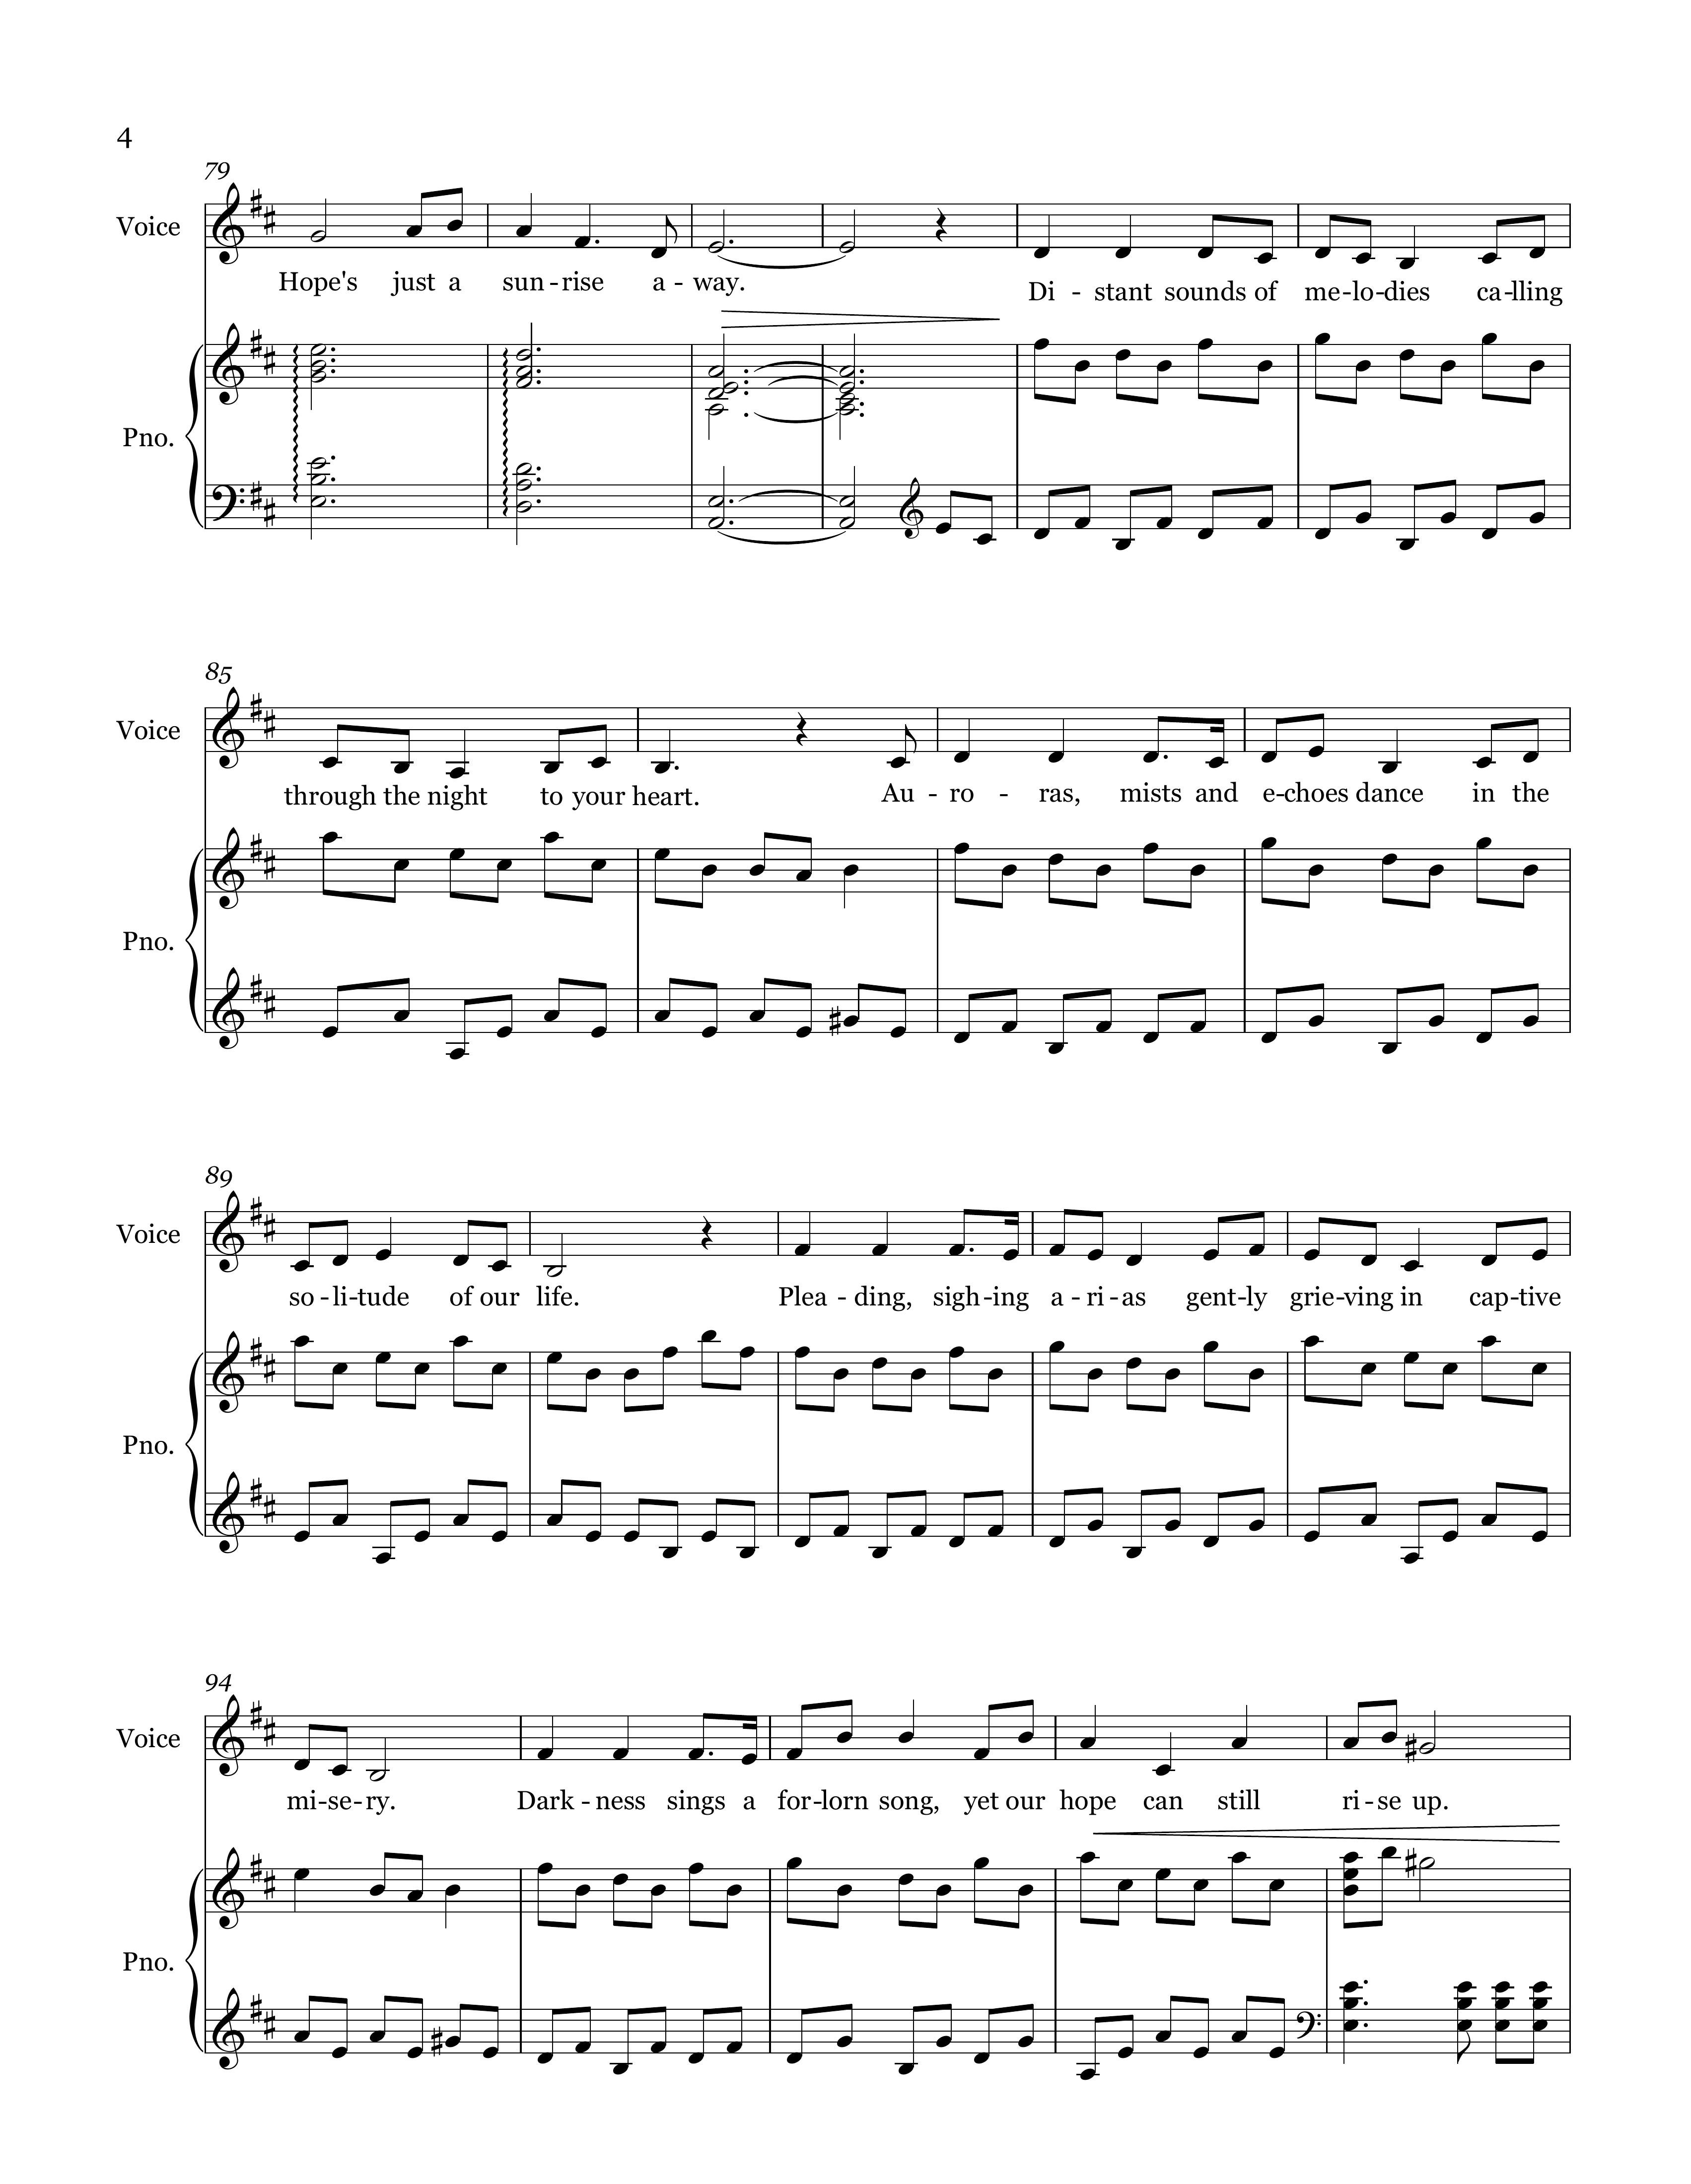 4
79
Voice
Hope's just a sun - rise a - way. Di - stant sounds of me - lo - dies ca - lling
Pno.
85
Voice
through the night to your heart. Au - ro - ras, mists and e - choes dance in the
Pno.
89
Voice
so - li - tude of our life. Plea - ding, sigh - ing a - ri - as gent - ly grie - ving in cap - tive
Pno.
94
Voice
mi - se - ry. Dark - ness sings a for - lorn song, yet our hope can still ri - se up.
Pno.